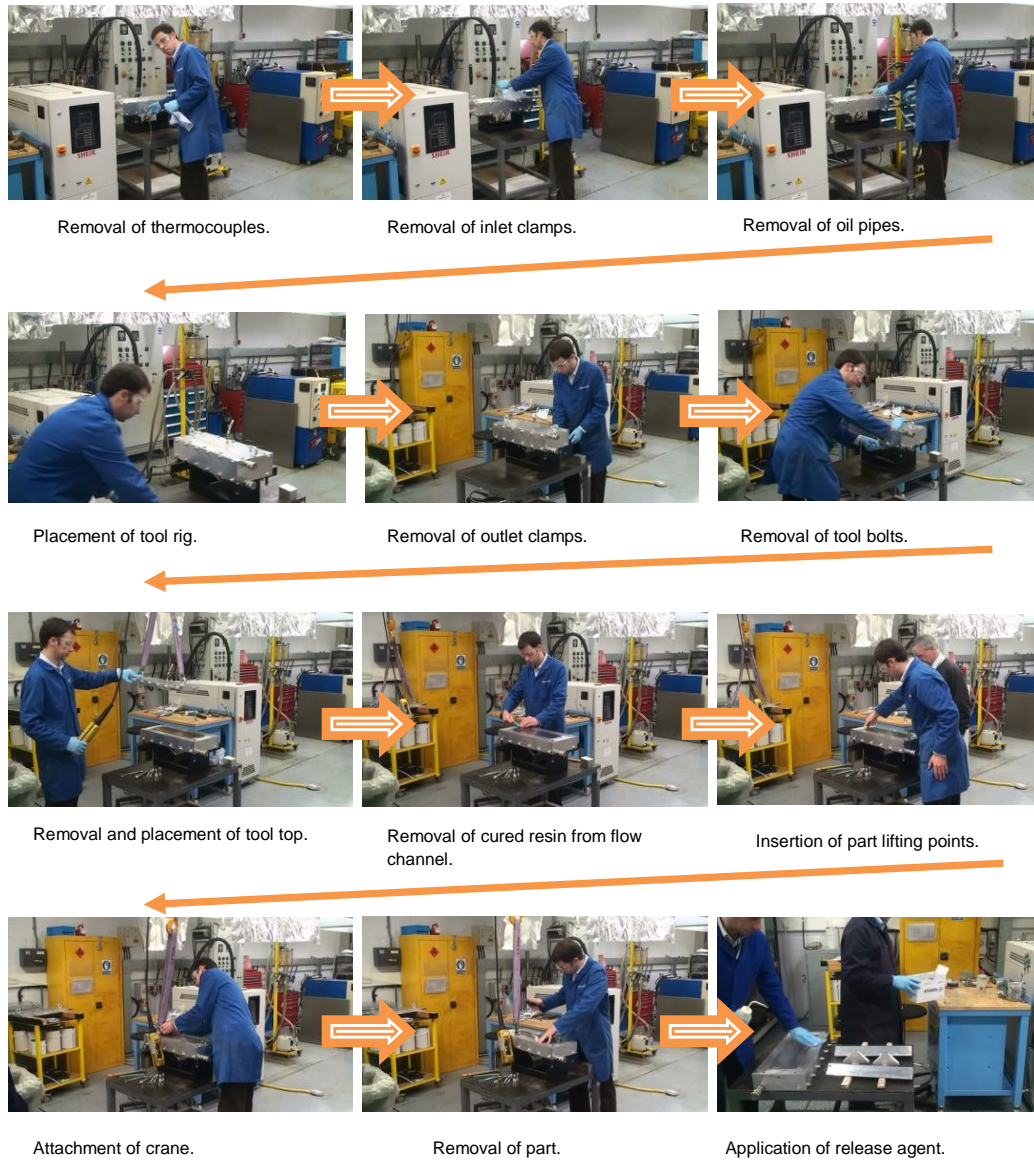 SHEIK
SHEIK
SHEIK
Removal of thermocouples.
Removal of inlet clamps.
Removal of oil pipes.
Placement of tool rig.
Removal of outlet clamps.
Removal of tool bolts.
Removal and placement of tool top.
Removal of cured resin from flow
channel.
Insertion of part lifting points.
Attachment of crane.
Removal of part.
Application of release agent.